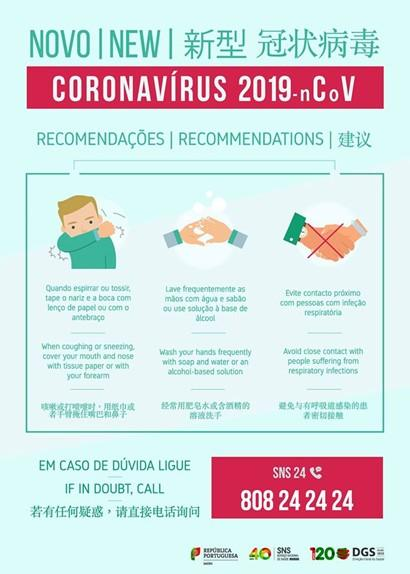 NOVO | NEW | 新型 冠状病毒
CORONAVÍRUS 2019-nCoV
RECOMENDAÇÕES | RECOMMENDATIONS | 建议
Quando espirrar ou tossir,
tape o nariz e a boca com
lenço de papel ou com o
antebraço
When coughing or sneezing,
cover your mouth and nose
with tissue paper or with
your forearm
咳嗽或打喷嚏时，用纸巾或
者手臂掩住嘴巴和鼻子
Lave frequentemente as
mãos com água e sabão
ou use solução à base de
álcool
Wash your hands frequently
with soap and water or an
alcohol-based solution
经常用肥皂水或含酒精的
溶液洗手
Evite contacto próximo
com pessoas com infeção
respiratória
Avoid close contact with
people suffering from
respiratory infections
避免与有呼吸道感染的患
者密切接触
EM CASO DE DÚVIDA LIGUE
IF IN DOUBT, CALL
若有任何疑惑，请直接电话询问
SNS 24
808 24 24 24
REPÚBLICA
PORTUGUESA
SAÚDE
40
SNS
120
DGS